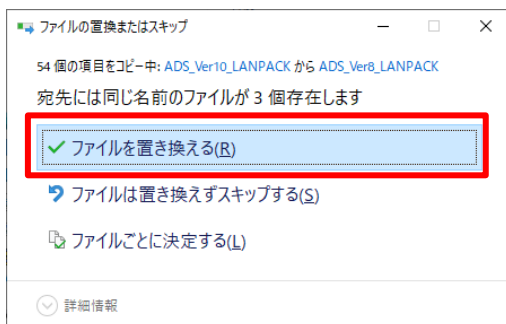 ファイルの置換またはスキップ
54 個の項目をコピー中: ADS_Ver10_LANPACK から ADS_Ver8_LANPACK
宛先には同じ名前のファイルが 3 個存在します
ファイルを置き換える(R)
ファイルは置き換えずスキップする(S)
ファイルごとに決定する(L)
詳細情報